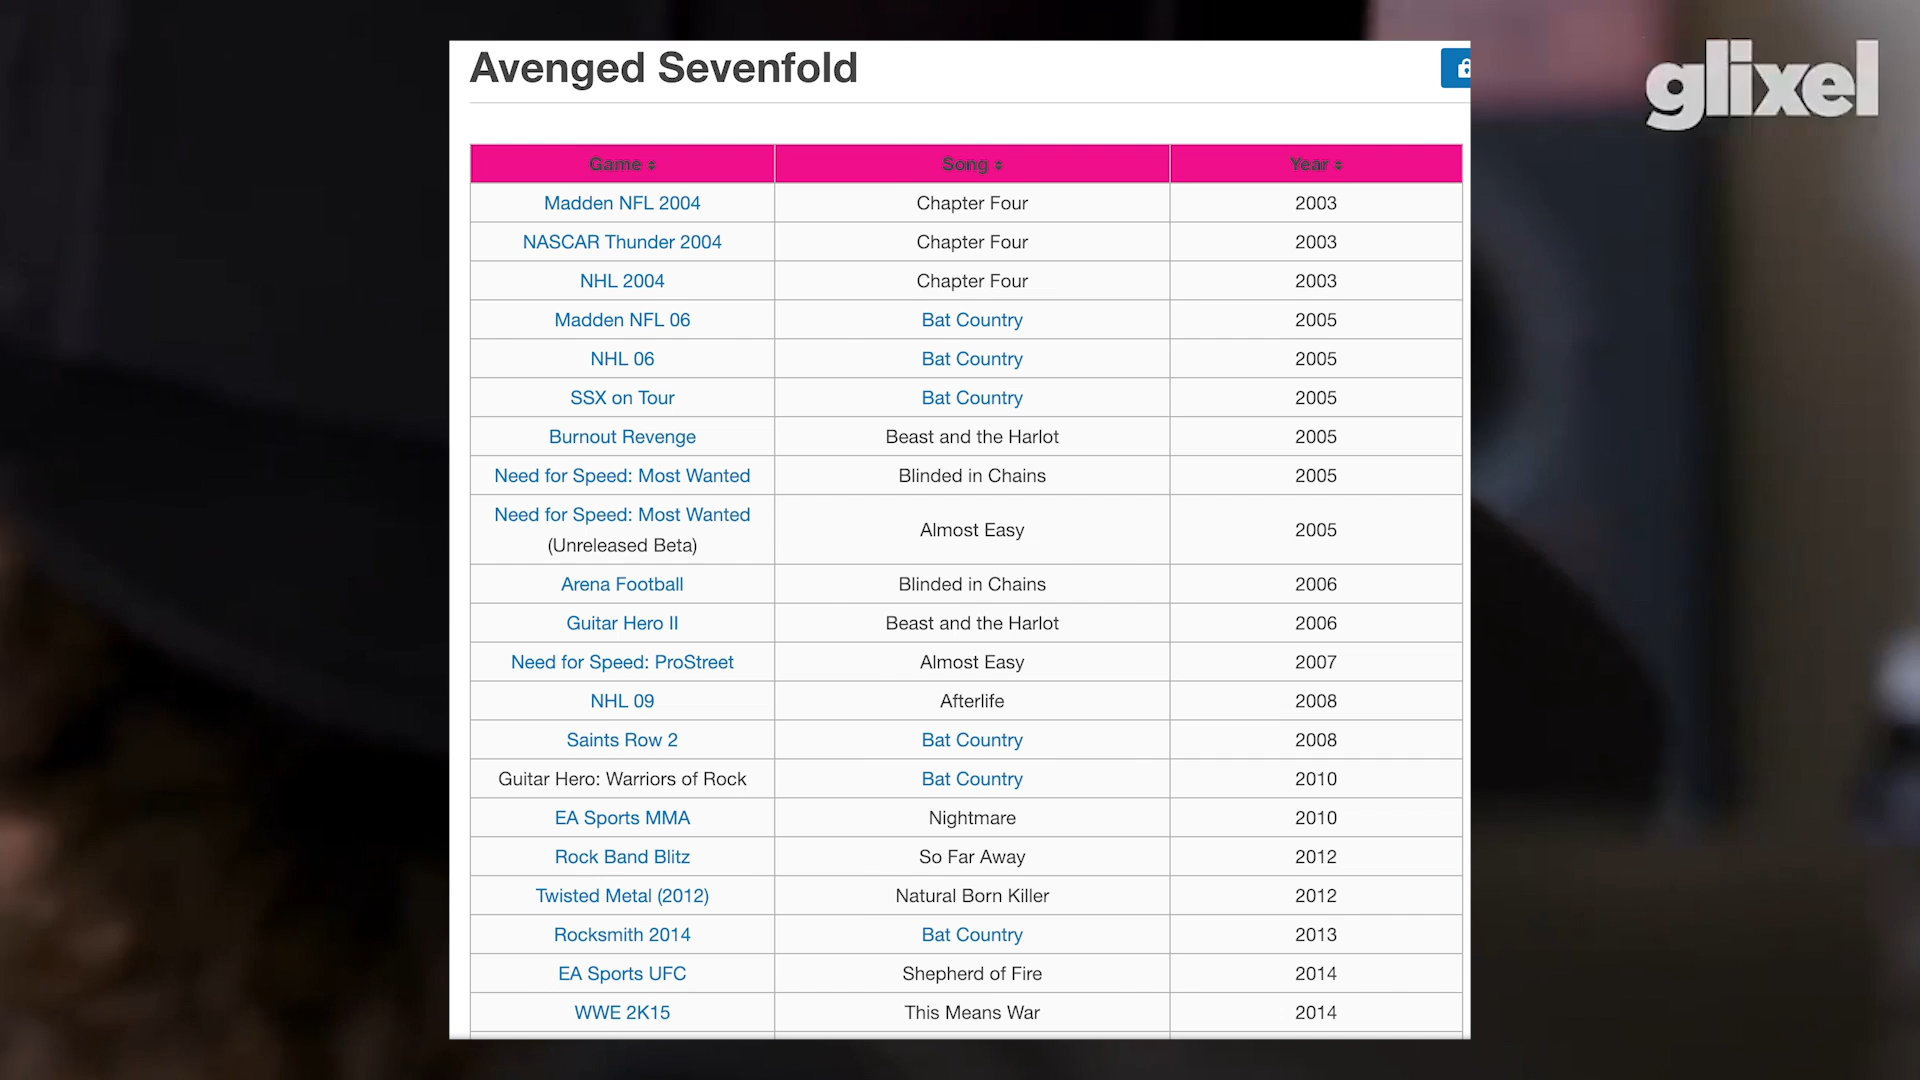 Avenged Sevenfold
glixel
Game Song Year
Madden NFL 2004 Chapter Four 2003
NASCAR Thunder 2004 Chapter Four 2003
NHL 2004 Chapter Four 2003
Madden NFL 06 Bat Country 2005
NHL 06 Bat Country 2005
SSX on Tour Bat Country 2005
Burnout Revenge Beast and the Harlot 2005
Need for Speed: Most Wanted Blinded in Chains 2005
Need for Speed: Most Wanted
(Unreleased Beta) Almost Easy 2005
Arena Football Blinded in Chains 2006
Guitar Hero II Beast and the Harlot 2006
Need for Speed: ProStreet Almost Easy 2007
NHL 09 Afterlife 2008
Saints Row 2 Bat Country 2008
Guitar Hero: Warriors of Rock Bat Country 2010
EA Sports MMA Nightmare 2010
Rock Band Blitz So Far Away 2012
Twisted Metal (2012) Natural Born Killer 2012
Rocksmith 2014 Bat Country 2013
EA Sports UFC Shepherd of Fire 2014
WWE 2K15 This Means War 2014